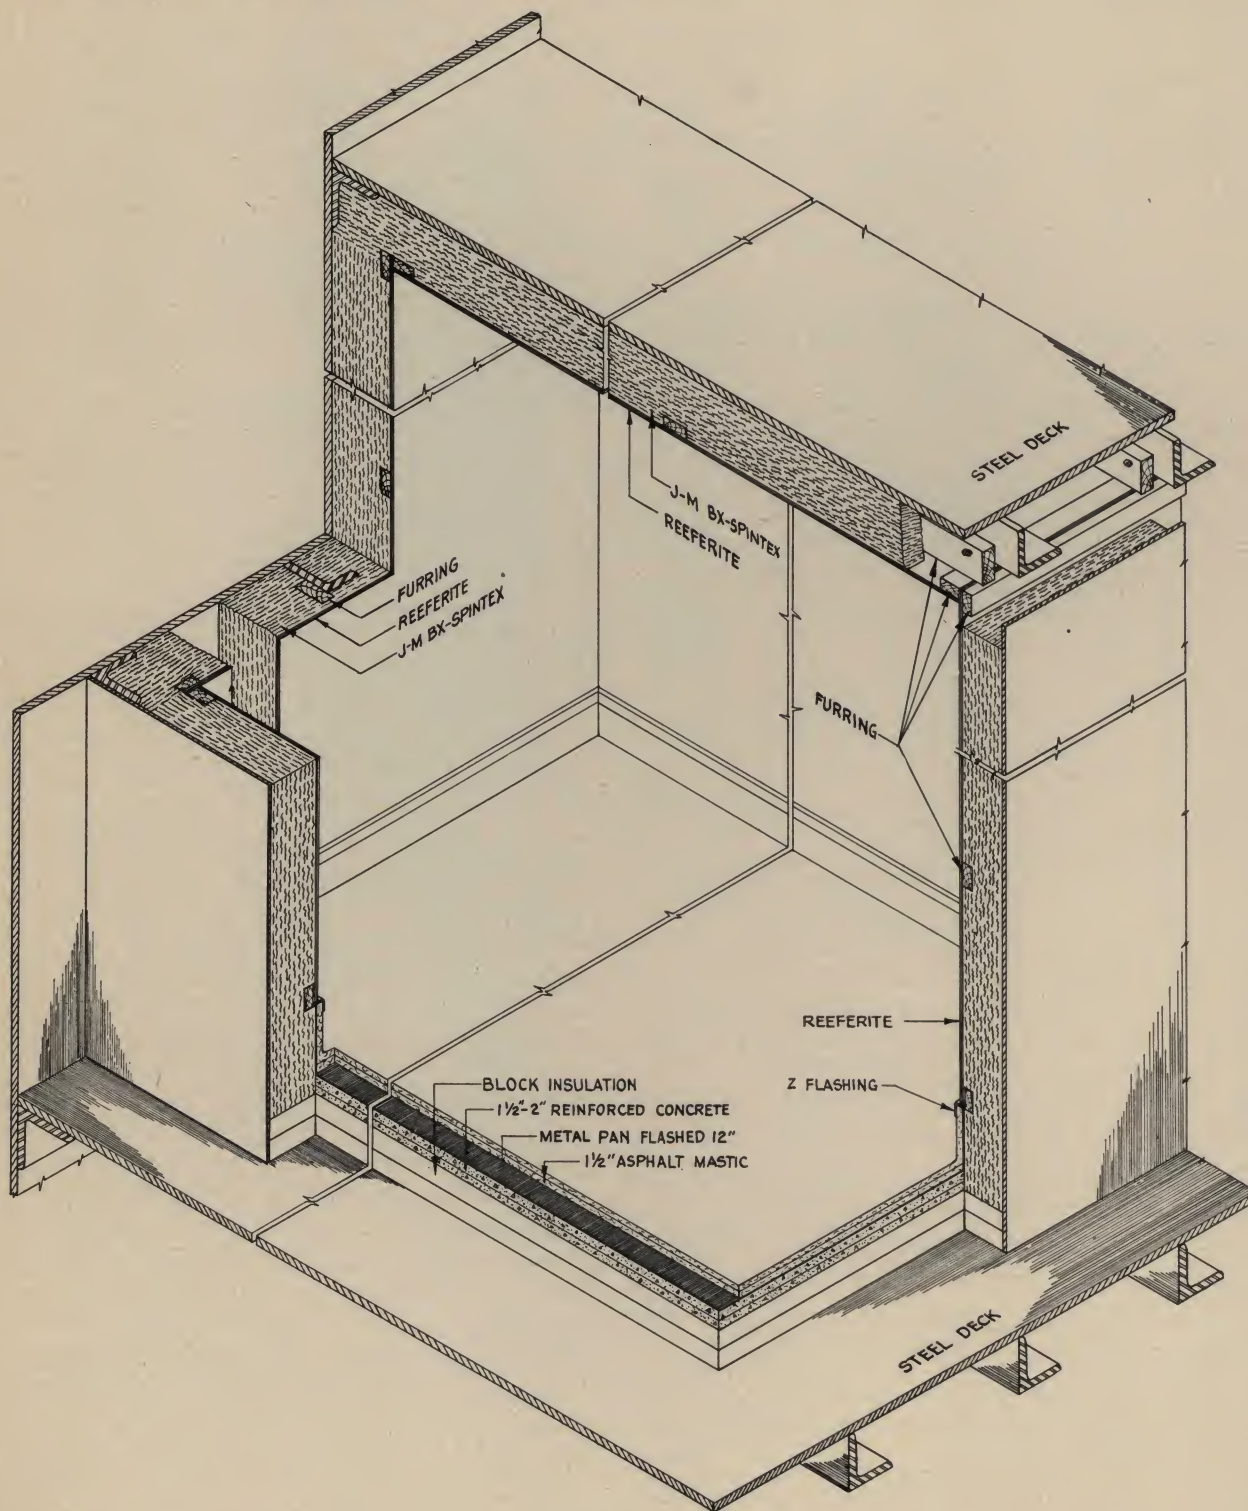 STEEL DECK
J-M BX-SPINTEX
REEFERITE
FURRING
REEFERITE
J-M BX-SPINTEX
FURRING
REEFERITE
Z FLASHING
BLOCK INSULATION
1½"-2" REINFORCED CONCRETE
METAL PAN FLASHED 12"
1½" ASPHALT MASTIC
STEEL DECK